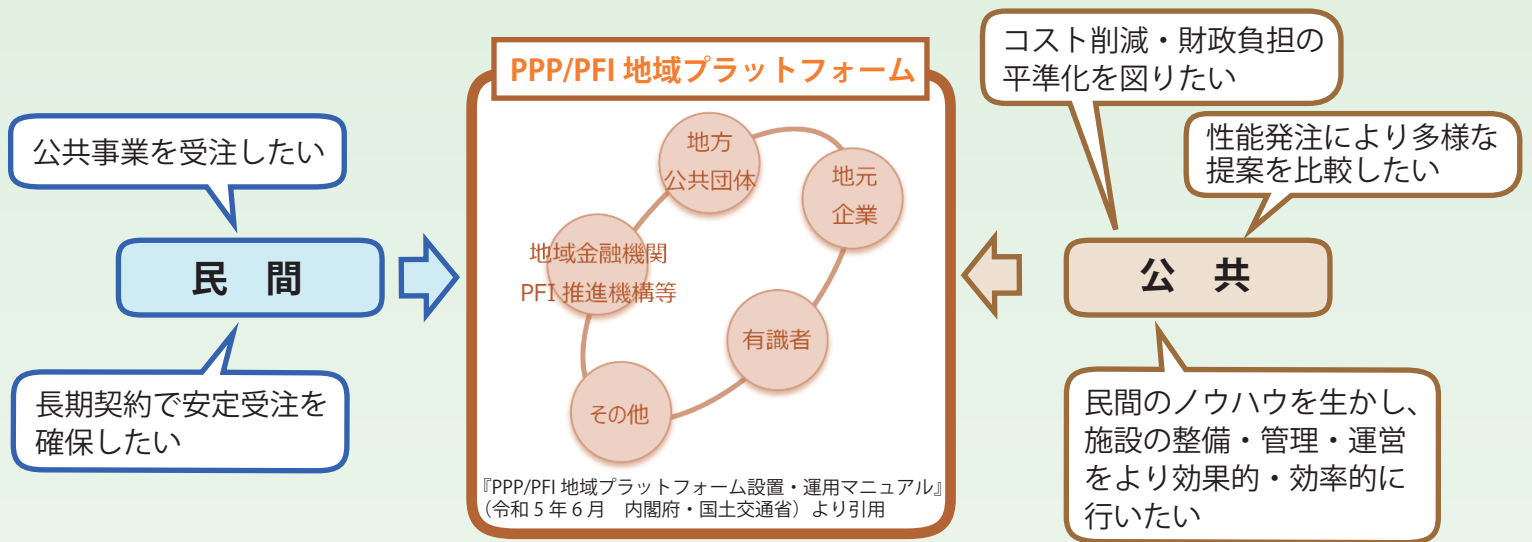 PPP/PFI 地域プラットフォーム
公共事業を受注したい
民 間
長期契約で安定受注を
確保したい
地方
公共団体
地元
企業
地域金融機関
PFI 推進機構等
有識者
その他
『PPP/PFI 地域プラットフォーム設置・運用マニュアル』
（令和 5 年 6 月　内閣府・国土交通省）より引用
コスト削減・財政負担の
平準化を図りたい
性能発注により多様な
提案を比較したい
公 共
民間のノウハウを生かし、
施設の整備・管理・運営
をより効果的・効率的に
行いたい